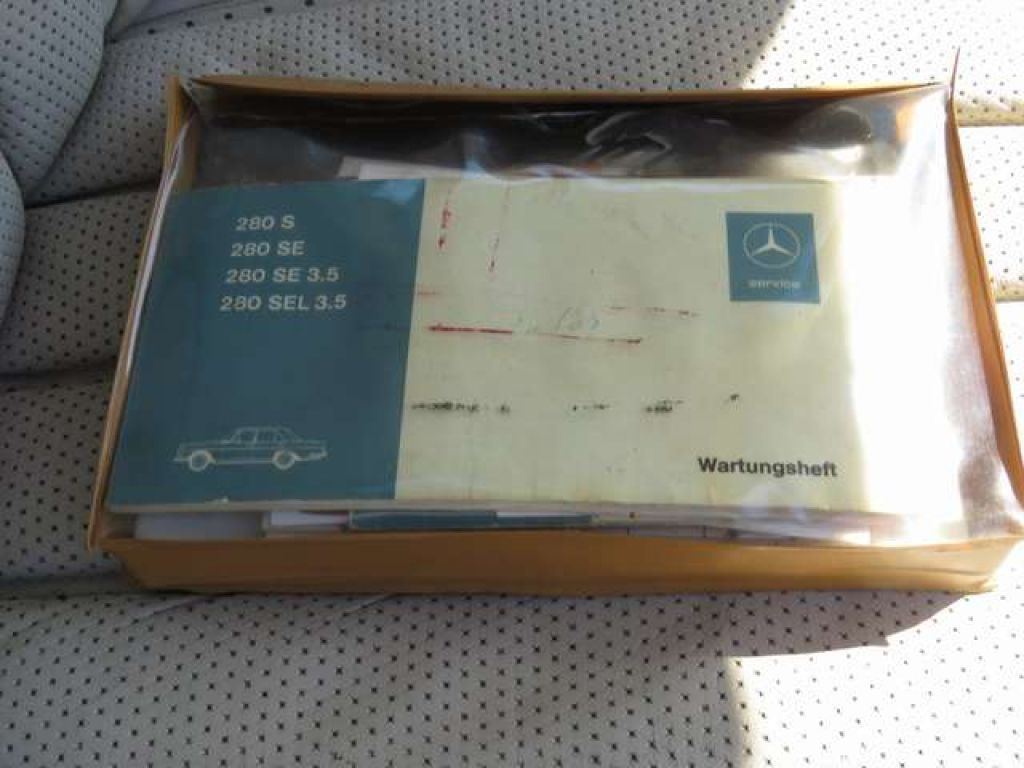 280 S
280 SE
280 SE 3.5
280 SEL 3.5
service
Wartungsheft